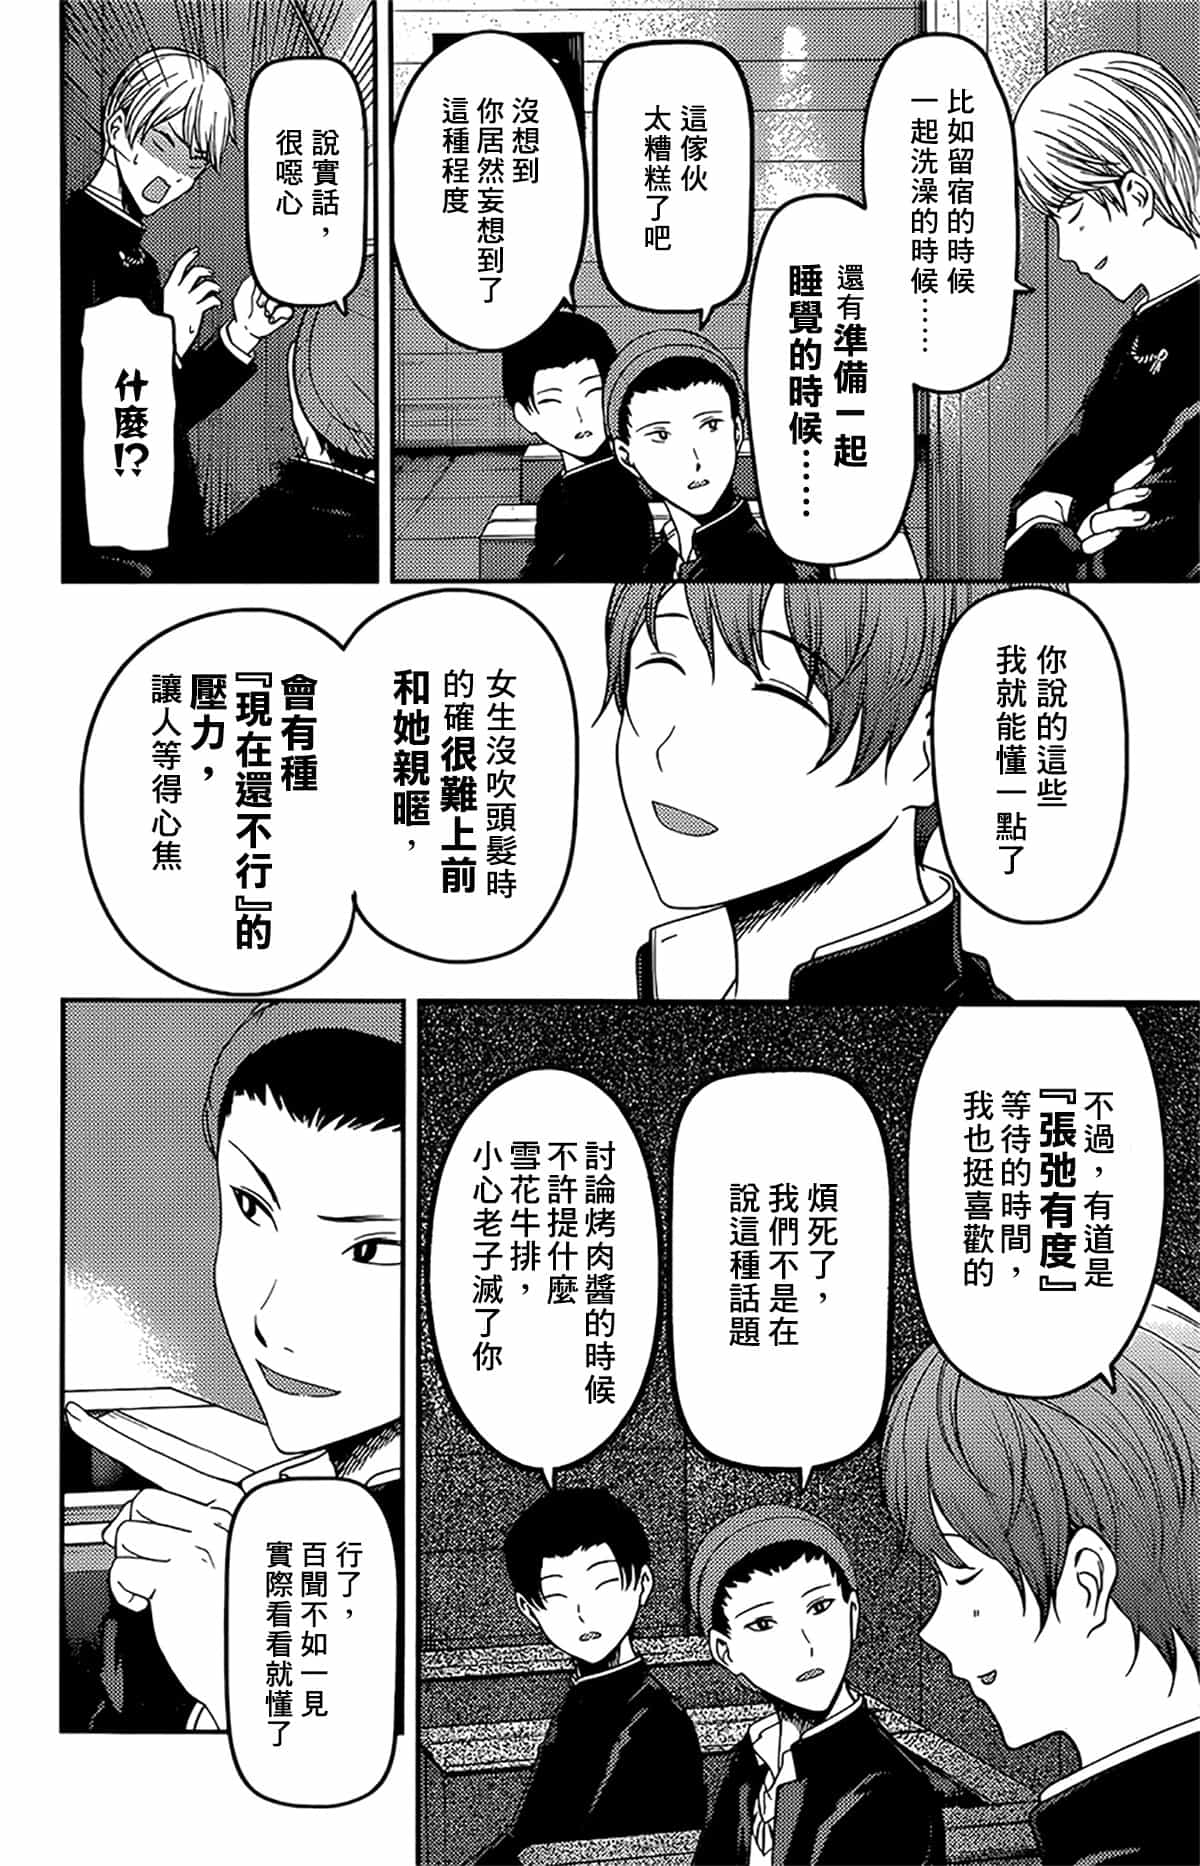 比如留宿的時候
一起洗澡的時候……
還有準備一起
睡覺的時候……
這傢伙
太糟糕了吧
沒想到
你居然妄想到了
這種程度
說實話，
很噁心
什麼!?
你說的這些
我就能懂一點了
女生沒吹頭髮時
的確很難上前
和她親暱，
會有種
『現在還不行』的
壓力，
讓人等得心焦
不過，有道是
『張弛有度』
等待的時間，
我也挺喜歡的
煩死了，
我們不是在
說這種話題
討論烤肉醬的時候
不許提什麼
雪花牛排，
小心老子滅了你
行了，
百聞不如一見
實際看看就懂了